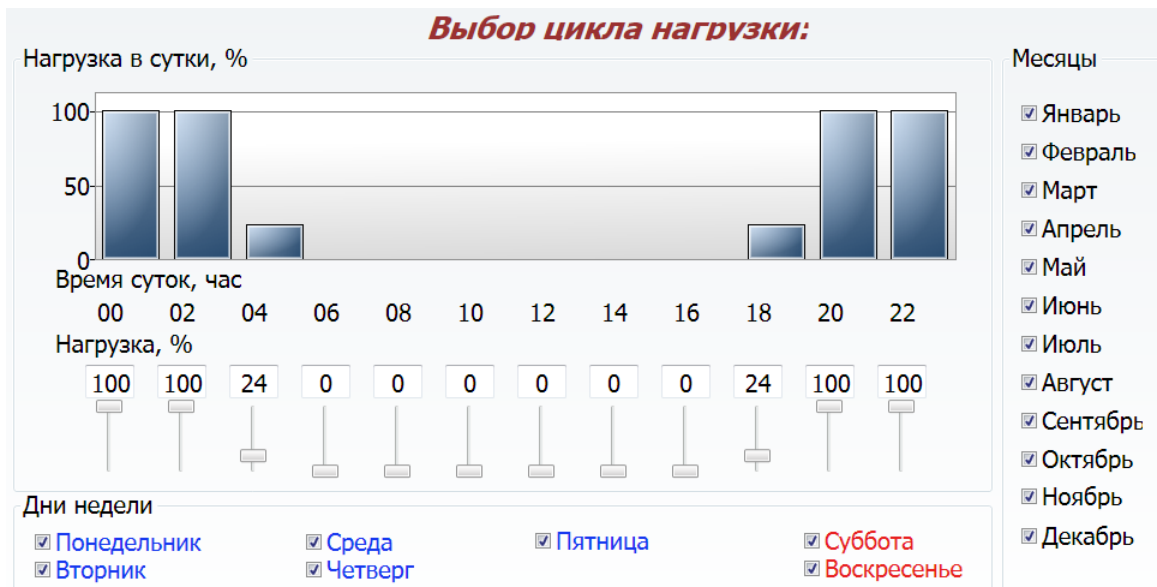 Выбор цикла нагрузки:
Нагрузка в сутки, %
100
50
0
Время суток, час
00 02 04 06 08 10 12 14 16 18 20 22
Нагрузка, %
100 100 24 0 0 0 0 0 0 24 100 100
Дни недели
Понедельник Среда Пятница Суббота
Вторник Четверг Воскресенье
Месяцы
Январь
Февраль
Март
Апрель
Май
Июнь
Июль
Август
Сентябрь
Октябрь
Ноябрь
Декабрь